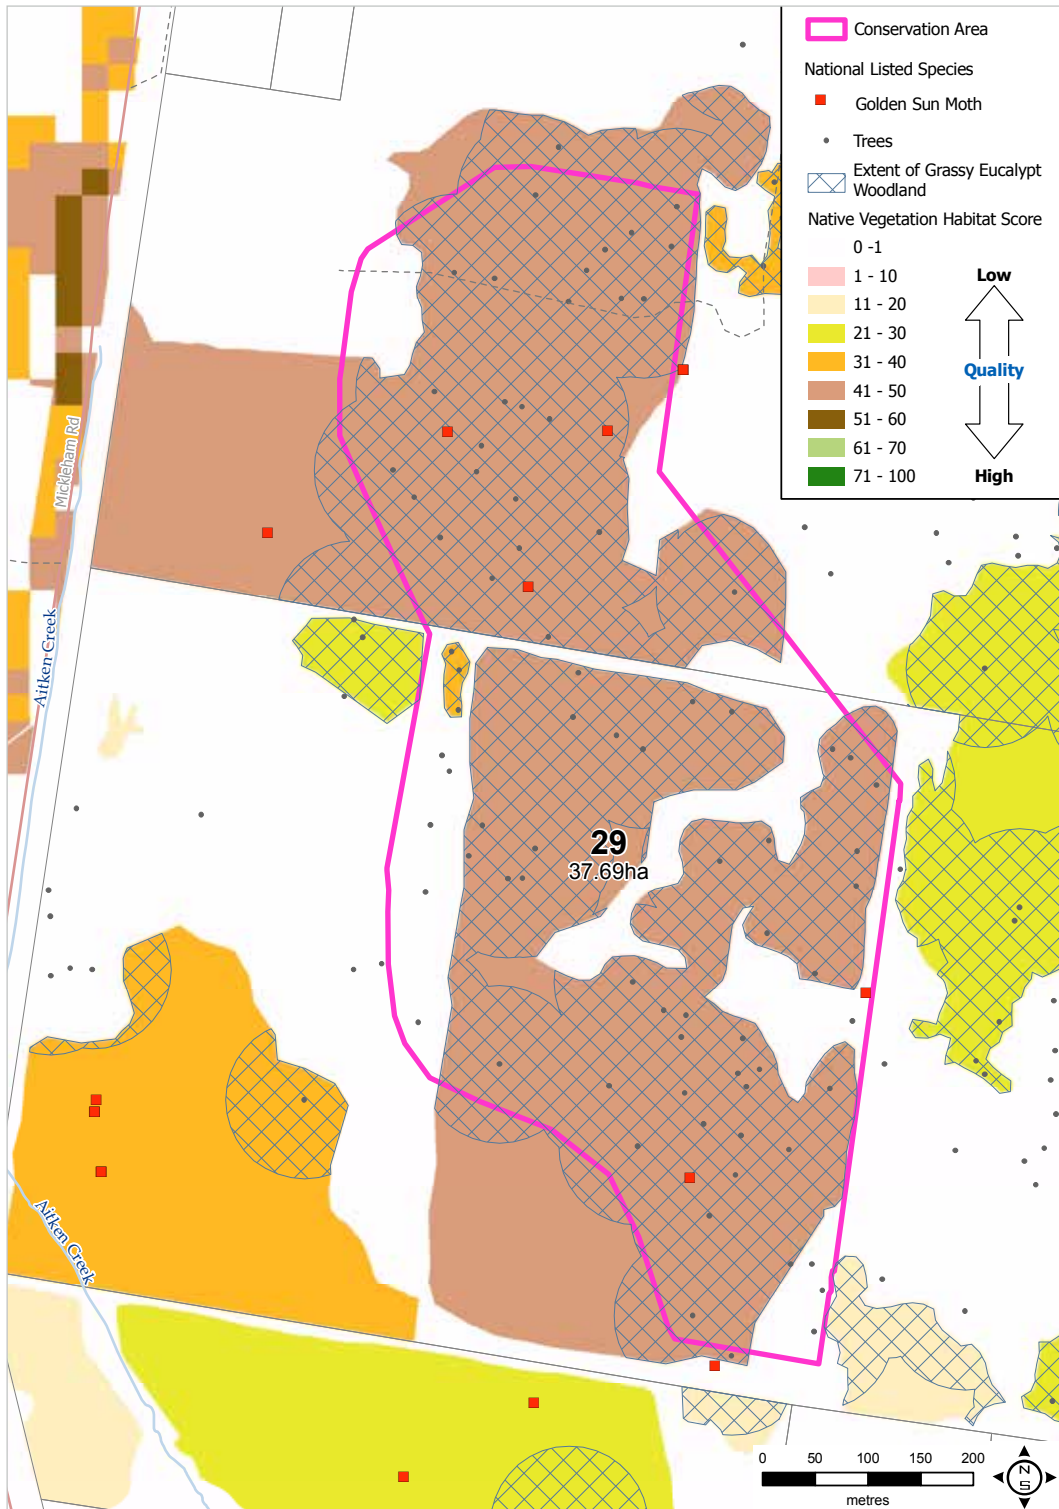 Conservation Area
National Listed Species
Golden Sun Moth
Trees
Extent of Grassy Eucalypt
Woodland
Native Vegetation Habitat Score
0 -1
1 - 10
11 - 20
21 - 30
31 - 40
41 - 50
51 - 60
61 - 70
71 - 100
Low
Quality
High
Mickleham Rd
Aitken Creek
29
37.69ha
Aitken Creek
0 50 100 150 200
metres
N
S